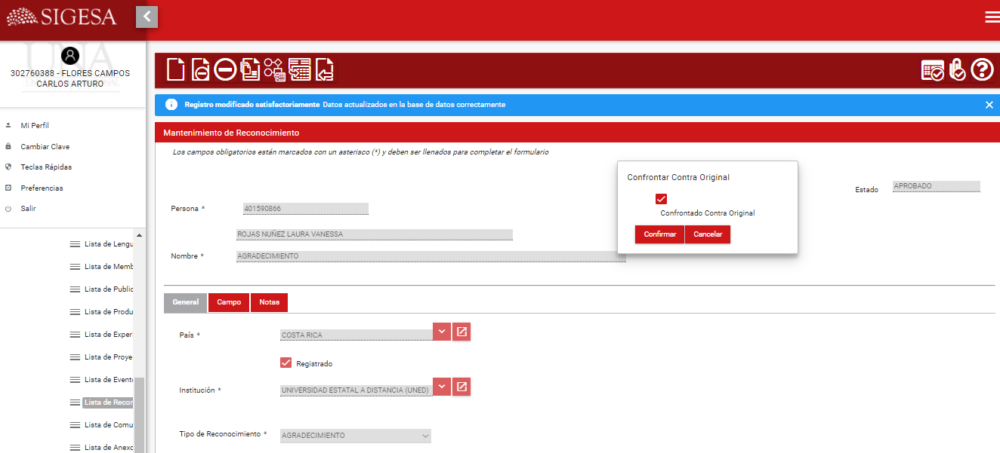 SIGESA
UNA
302760388 - FLORES CAMPOS
CARLOS ARTURO
Mi Perfil
Cambiar Clave
Teclas Rápidas
Preferencias
Salir
Lista de Lengu
Lista de Memb
Lista de Public
Lista de Produ
Lista de Exper
Lista de Proye
Lista de Evento
Lista de Recor
Lista de Comu
Lista de Anexo
Registro modificado satisfactoriamente Datos actualizados en la base de datos correctamente
Mantenimiento de Reconocimiento
Los campos obligatorios están marcados con un asterisco (*) y deben ser llenados para completar el formulario
Confrontar Contra Original
Confrontado Contra Original
Confirmar Cancelar
Estado APROBADO
Persona * 401590866
ROJAS NUÑEZ LAURA VANESSA
Nombre * AGRADECIMIENTO
General Campo Notas
País * COSTA RICA
Registrado
Institución * UNIVERSIDAD ESTATAL A DISTANCIA (UNED)
Tipo de Reconocimiento * AGRADECIMIENTO